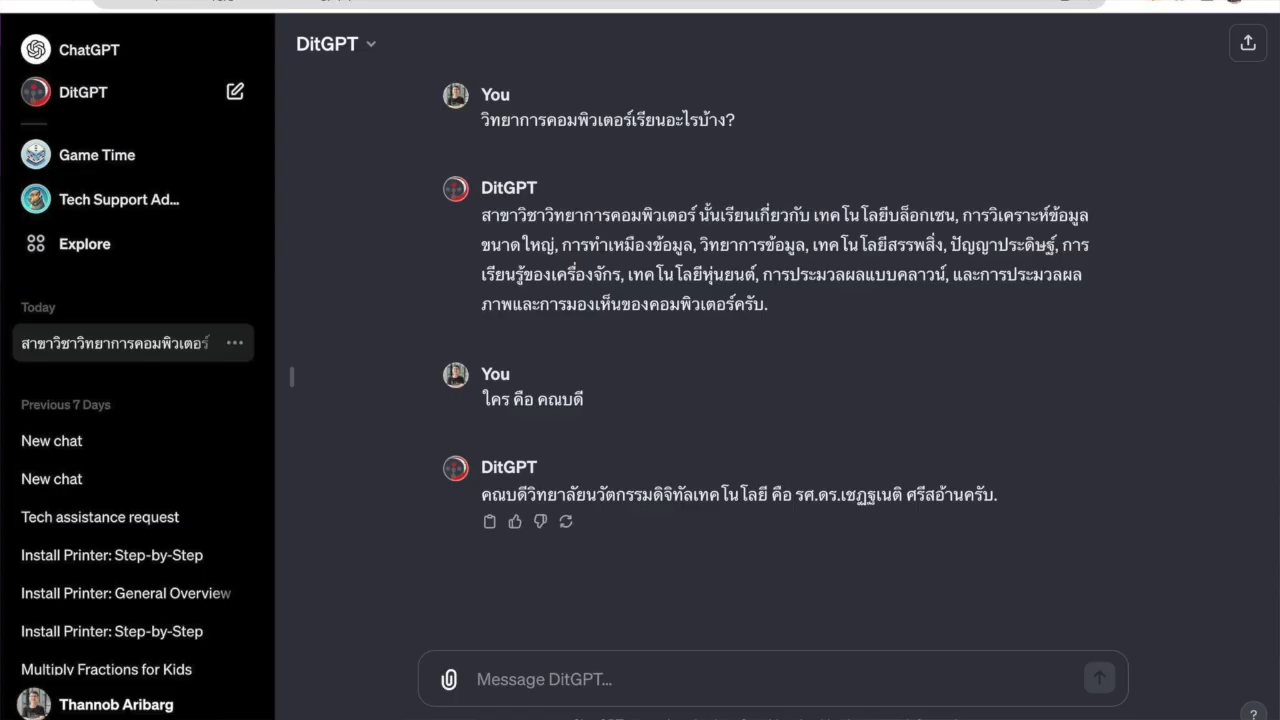 ChatGPT
DitGPT
Game Time
Tech Support Ad...
Explore
Today
สาขาวิชาวิทยาการคอมพิวเตอร์
Previous 7 Days
New chat
New chat
Tech assistance request
Install Printer: Step-by-Step
Install Printer: General Overview
Install Printer: Step-by-Step
Multiply Fractions for Kids
Thannob Aribarg
DitGPT
You
วิทยาการคอมพิวเตอร์เรียนอะไรบ้าง?
DitGPT
สาขาวิชาวิทยาการคอมพิวเตอร์ นั้นเรียนเกี่ยวกับ เทคโนโลยีบล็อกเชน, การวิเคราะห์ข้อมูล
ขนาดใหญ่, การทำเหมืองข้อมูล, วิทยาการข้อมูล, เทคโนโลยีสรรพสิ่ง, ปัญญาประดิษฐ์, การ
เรียนรู้ของเครื่องจักร, เทคโนโลยีหุ่นยนต์, การประมวลผลแบบคลาวน์, และการประมวลผล
ภาพและการมองเห็นของคอมพิวเตอร์ครับ.
You
ใคร คือ คณบดี
DitGPT
คณบดีวิทยาลัยนวัตกรรมดิจิทัลเทคโนโลยี คือ รศ.ดร.เชฏฐเนติ ศรีสอ้านครับ.
Message DitGPT...
?